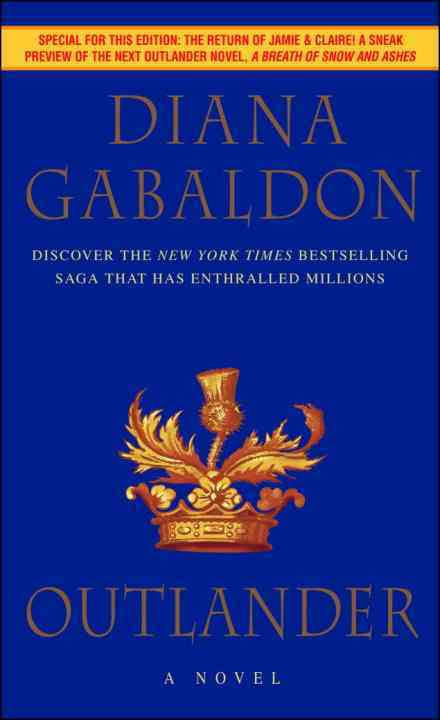 SPECIAL FOR THIS EDITION: THE RETURN OF JAMIE & CLAIRE! A SNEAK
PREVIEW OF THE NEXT OUTLANDER NOVEL, A BREATH OF SNOW AND ASHES
DIANA
GABALDON
DISCOVER THE NEW YORK TIMES BESTSELLING
SAGA THAT HAS ENTHRALLED MILLIONS
OUTLANDER
A NOVEL